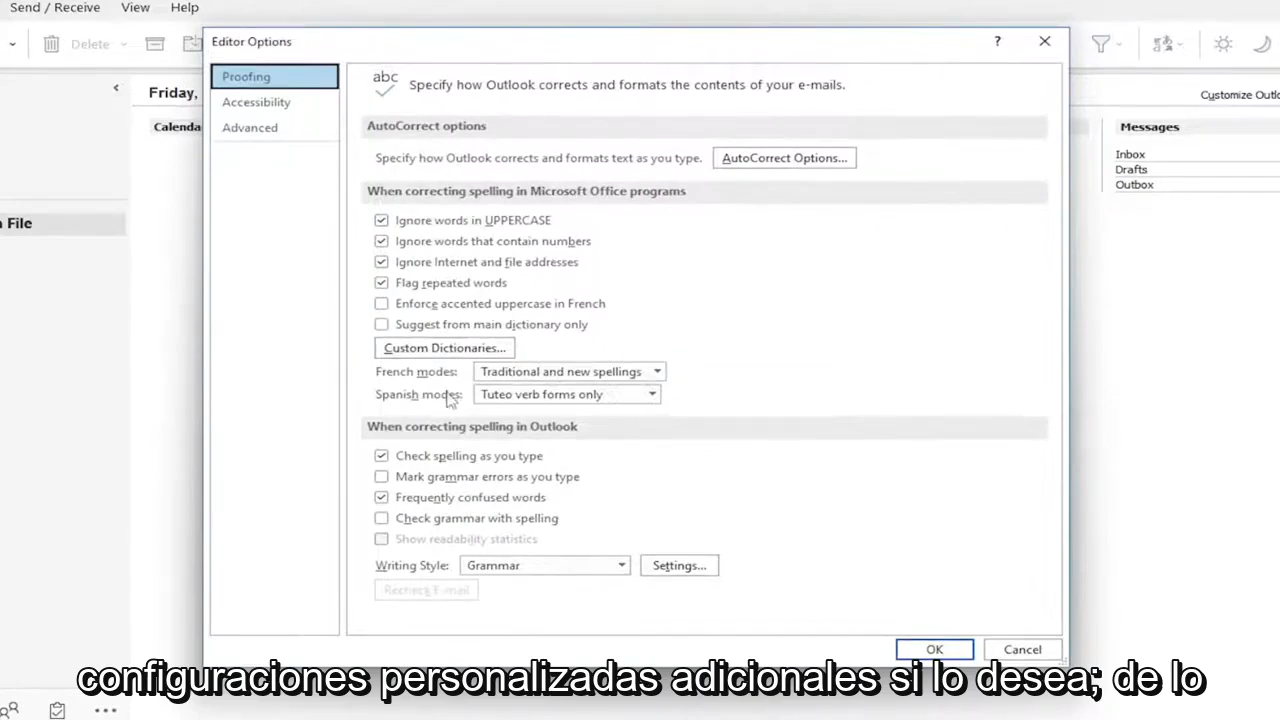 Send / Receive View Help
Delete
Editor Options
?
Friday,
Customize Outlo
Calenda
Messages
Inbox
Drafts
Outbox
File
Proofing
Accessibility
Advanced
abc
Specify how Outlook corrects and formats the contents of your e-mails.
AutoCorrect options
Specify how Outlook corrects and formats text as you type. AutoCorrect Options...
When correcting spelling in Microsoft Office programs
Ignore words in UPPERCASE
Ignore words that contain numbers
Ignore Internet and file addresses
Flag repeated words
Enforce accented uppercase in French
Suggest from main dictionary only
Custom Dictionaries...
French modes: Traditional and new spellings
Spanish modes: Tuteo verb forms only
When correcting spelling in Outlook
Check spelling as you type
Mark grammar errors as you type
Frequently confused words
Check grammar with spelling
Show readability statistics
Writing Style: Grammar Settings...
Recheck E-mail
OK Cancel
configuraciones personalizadas adicionales si lo desea; de lo